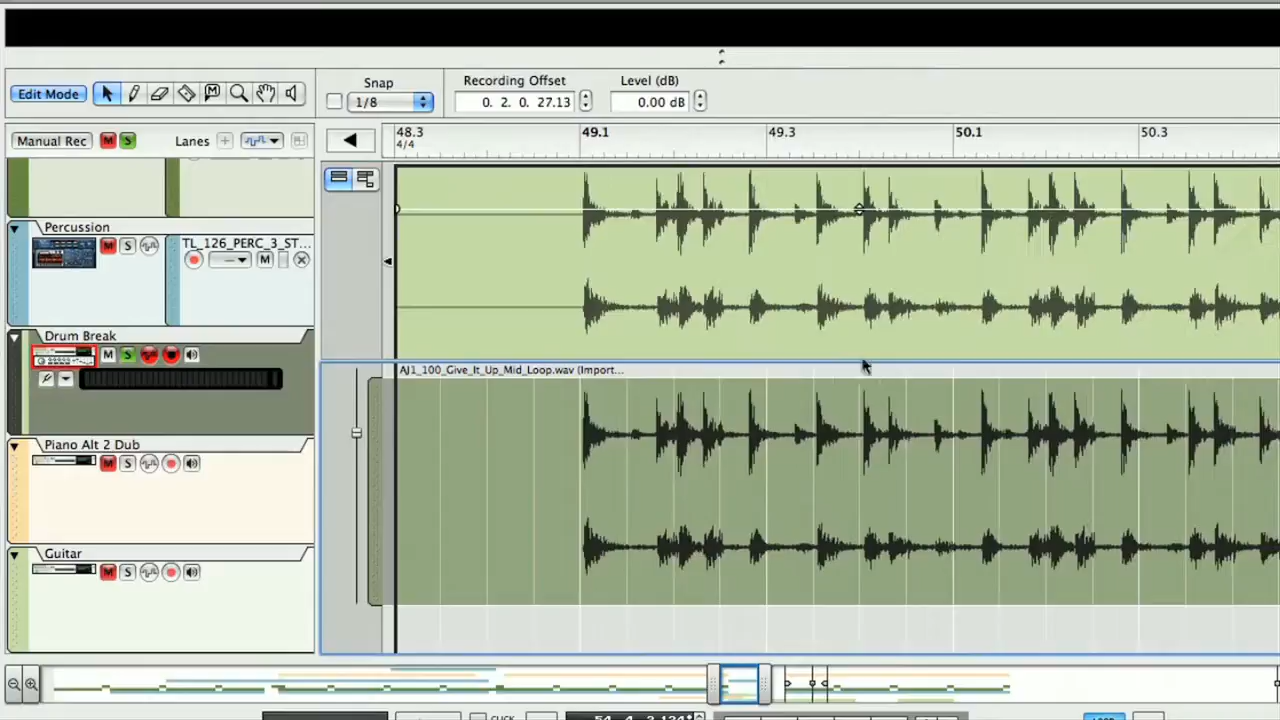 Snap
Recording Offset
Level (dB)
Edit Mode
M
1/8
0. 2. 0. 27.13
0.00 dB
Manual Rec
M
S
Lanes
48.3
4/4
49.1
49.3
50.1
50.3
Percussion
M
S
TL_126_PERC_3_ST...
M
Drum Break
M
S
AJ1_100_Give_It_Up_Mid_Loop.wav (Import...
Piano Alt 2 Dub
M
S
Guitar
M
S
CLICK